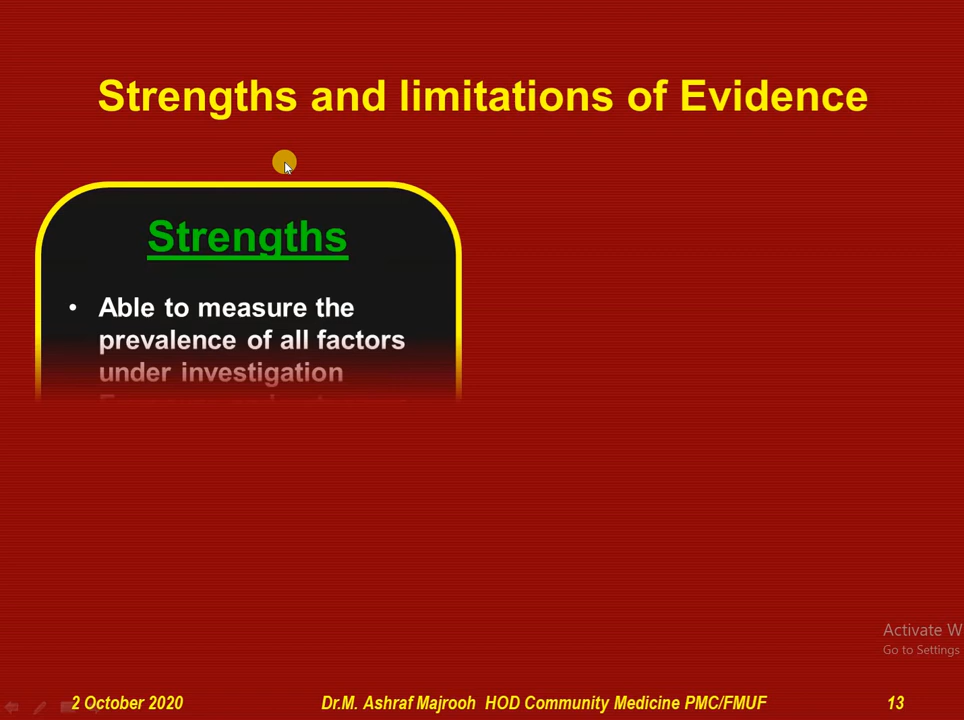 Strengths and limitations of Evidence
Strengths
• Able to measure the
prevalence of all factors
under investigation
Activate W
Go to Settings
2 October 2020 Dr.M. Ashraf Majrooh HOD Community Medicine PMC/FMUF 13